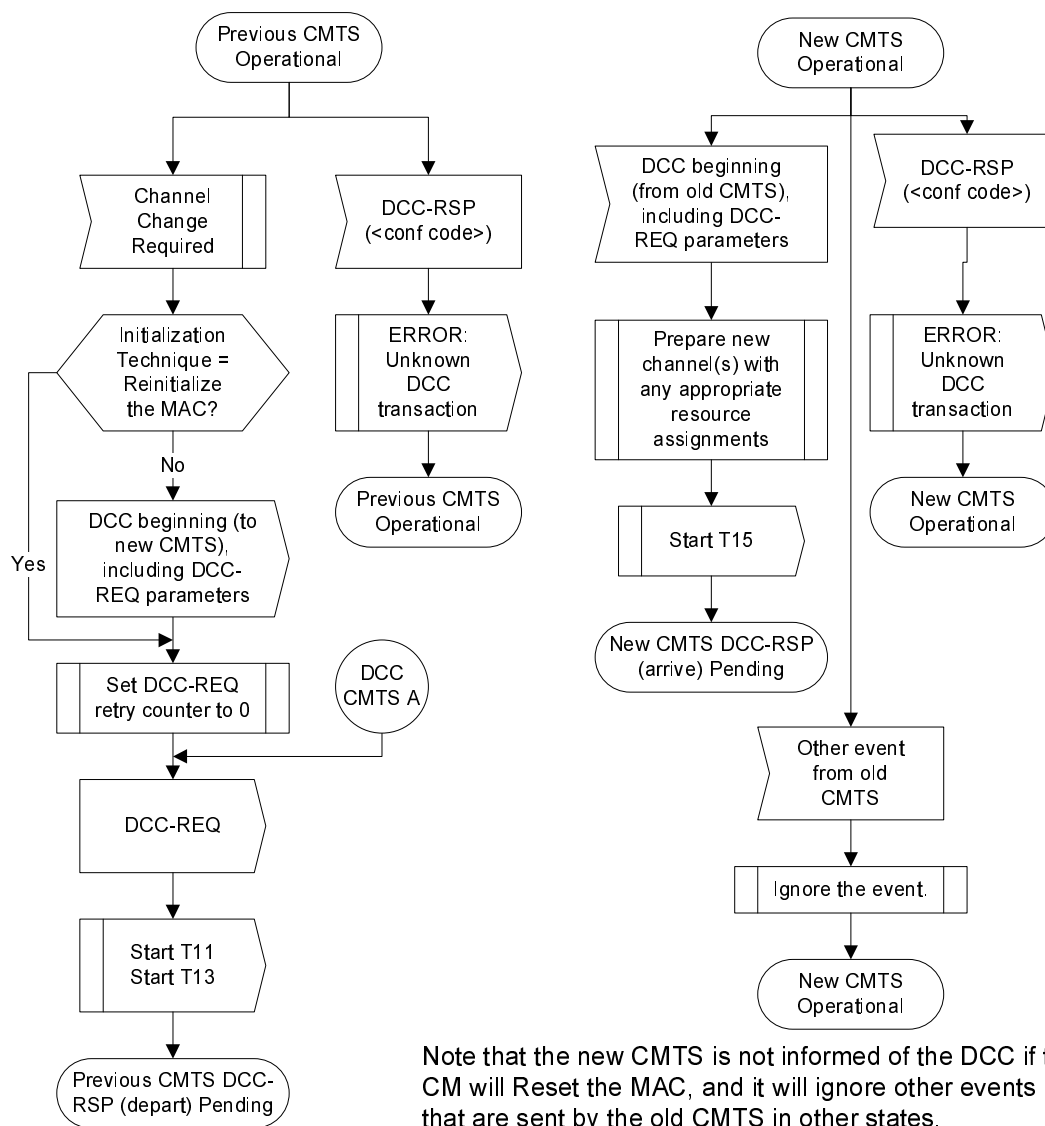 Previous CMTS
Operational
Channel
Change
Required
DCC-RSP
(<conf code>)
Initialization
Technique =
Reinitialize
the MAC?
ERROR:
Unknown
DCC
transaction
No
Yes
Previous CMTS
Operational
DCC beginning (to
new CMTS),
including DCC-
REQ parameters
Set DCC-REQ
retry counter to 0
DCC
CMTS A
DCC-REQ
Start T11
Start T13
Previous CMTS DCC-
RSP (depart) Pending
New CMTS
Operational
DCC beginning
(from old CMTS),
including DCC-
REQ parameters
DCC-RSP
(<conf code>)
Prepare new
channel(s) with
any appropriate
resource
assignments
ERROR:
Unknown
DCC
transaction
Start T15
New CMTS
Operational
New CMTS DCC-RSP
(arrive) Pending
Other event
from old
CMTS
Ignore the event.
New CMTS
Operational
Note that the new CMTS is not informed of the DCC if
CM will Reset the MAC, and it will ignore other events
that are sent by the old CMTS in other states.